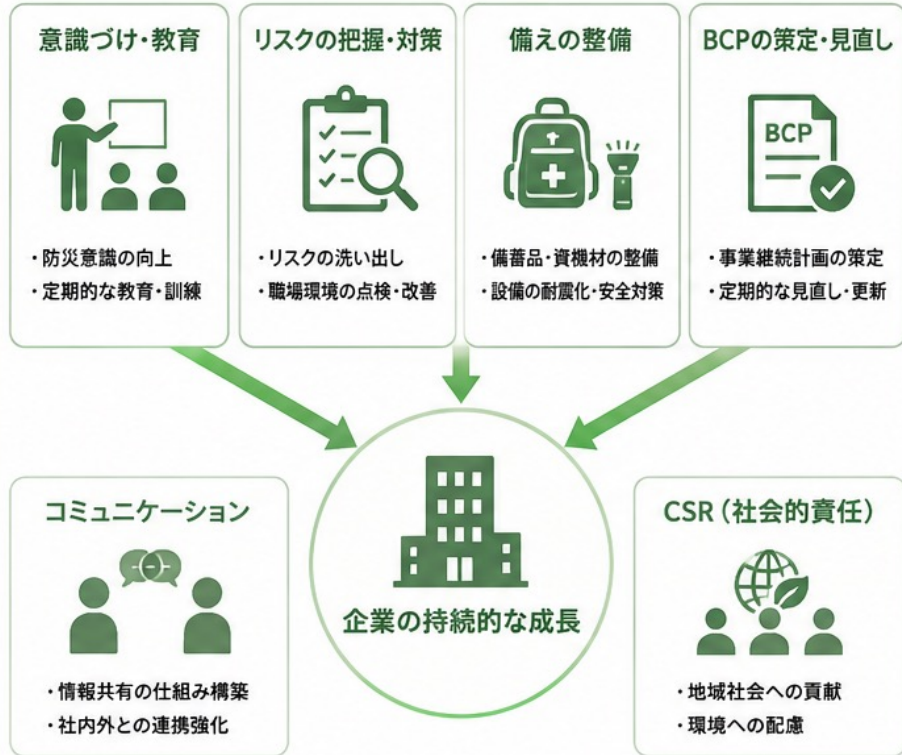 意識づけ・教育
・防災意識の向上
・定期的な教育・訓練
リスクの把握・対策
・リスクの洗い出し
・職場環境の点検・改善
備えの整備
・備蓄品・資機材の整備
・設備の耐震化・安全対策
BCPの策定・見直し
BCP
・事業継続計画の策定
・定期的な見直し・更新
コミュニケーション
・情報共有の仕組み構築
・社内外との連携強化
企業の持続的な成長
CSR（社会的責任）
・地域社会への貢献
・環境への配慮